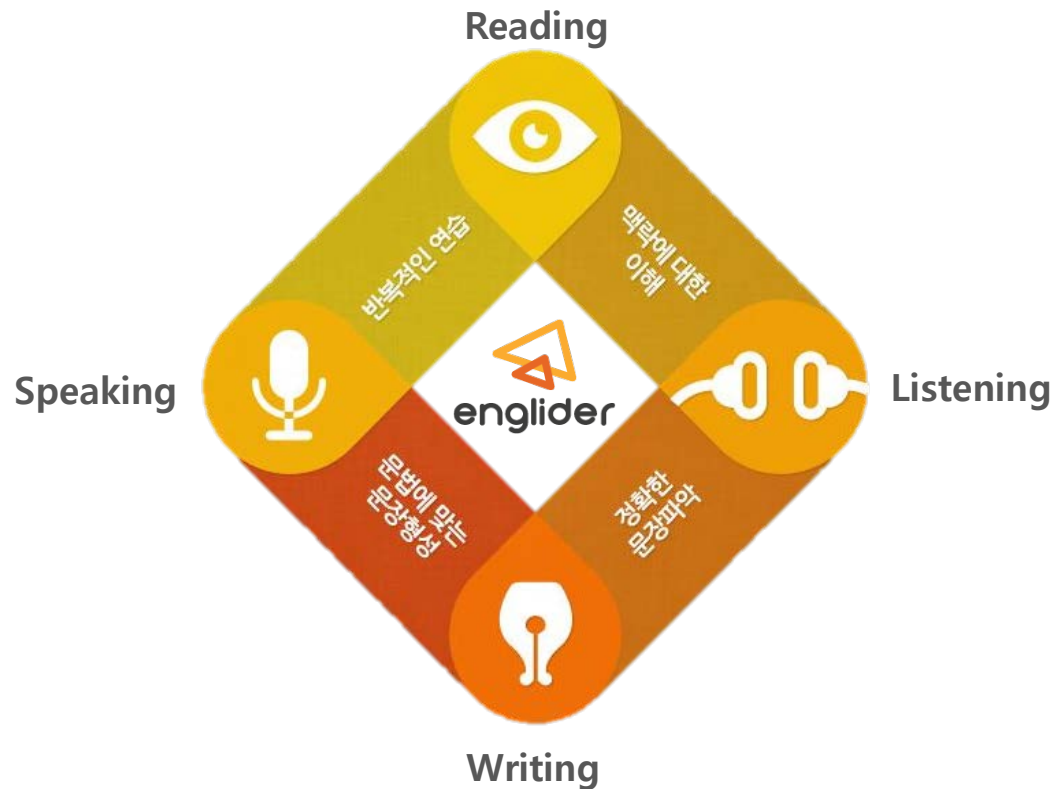 Reading
반복적인 연습
맥락에 대한
이해
Speaking
englider
Listening
문법에 맞는
문장형성
정확한
문장파악
Writing